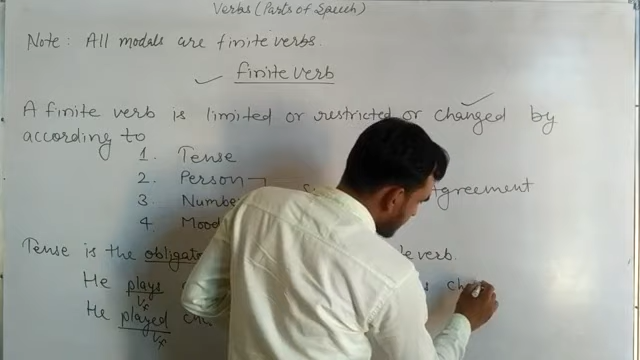 Verbs (Parts of Speech)
Note: All modals are finite verbs.
finite verb
A finite verb is limited or restricted or changed by
according to
1. Tense
2. Person
3. Number
Agreement
4. Mood
Tense is the verb.
He plays
Vf
He played
Vf